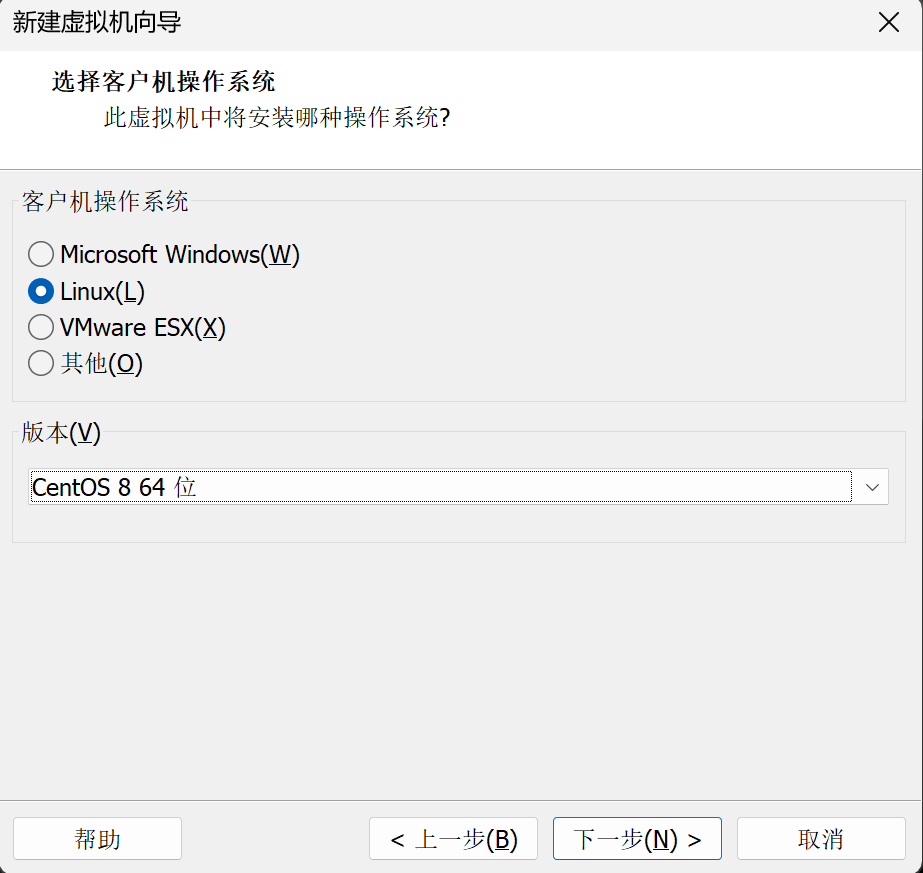 新建虚拟机向导
选择客户机操作系统
此虚拟机中将安装哪种操作系统?
客户机操作系统
Microsoft Windows(W)
Linux(L)
VMware ESX(X)
其他(O)
版本(V)
CentOS 8 64 位
帮助
< 上一步(B)
下一步(N) >
取消